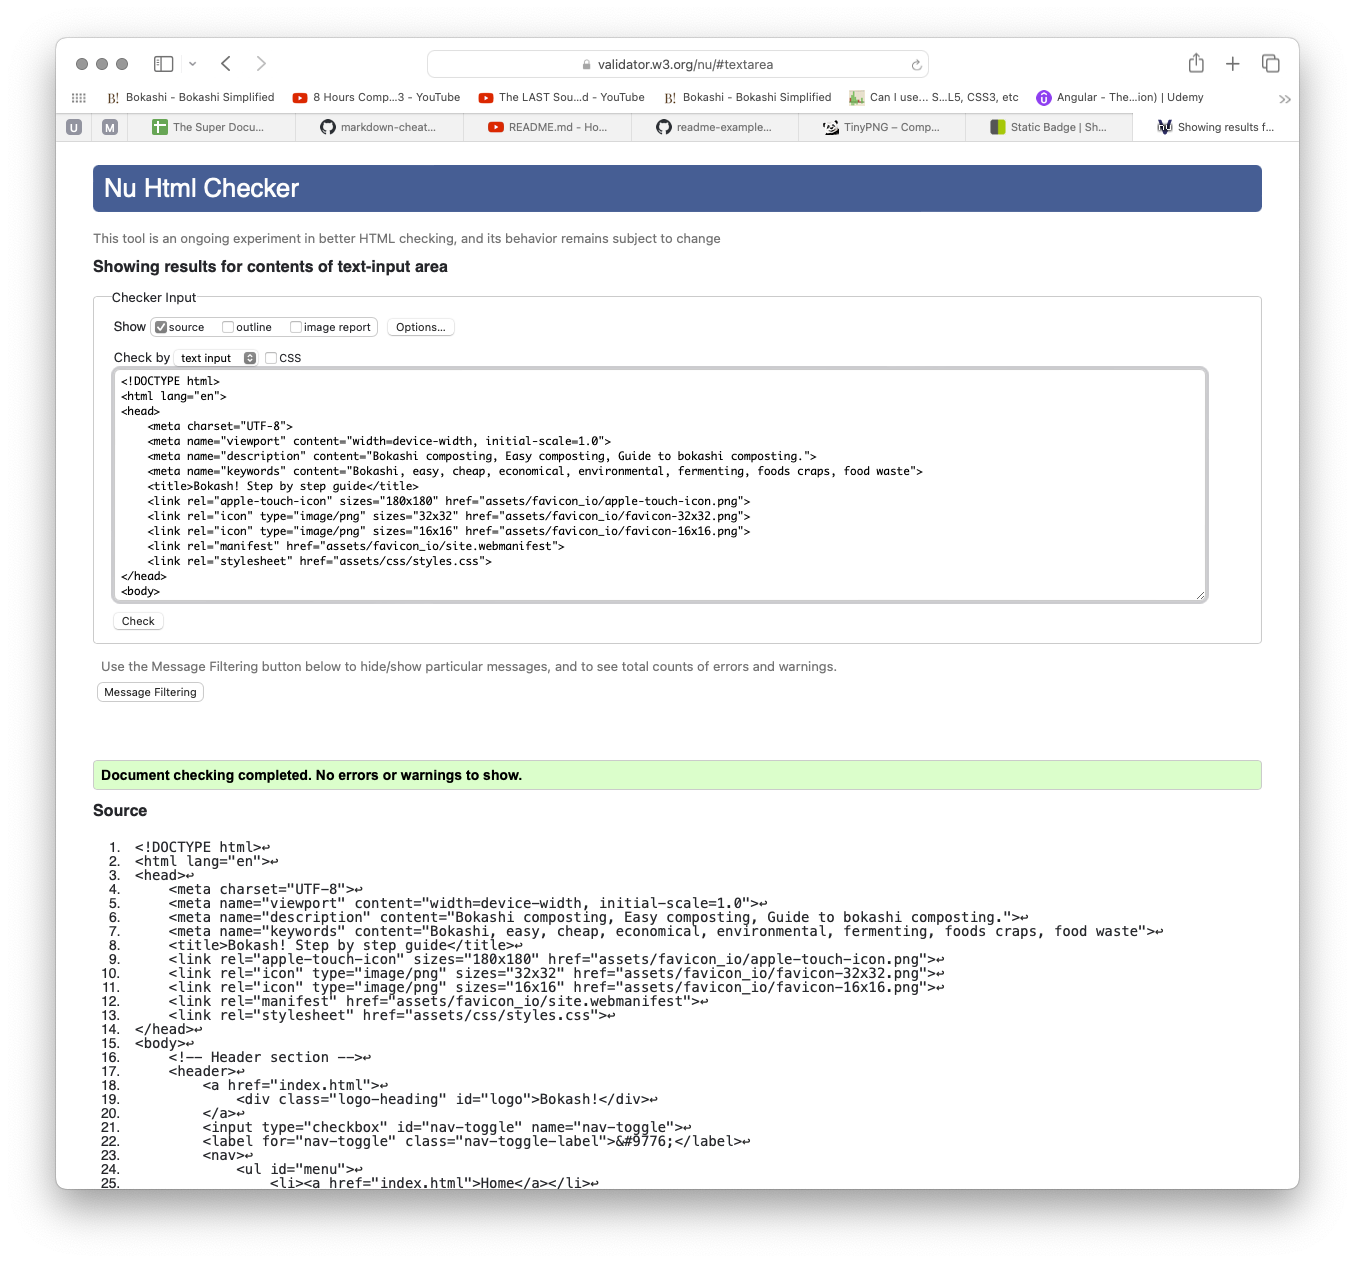 validator.w3.org/nu/#textarea
B! Bokashi - Bokashi Simplified
8 Hours Comp...3 - YouTube
The LAST Sou...d - YouTube
B! Bokashi - Bokashi Simplified
Can I use... S...L5, CSS3, etc
Angular - The...ion) | Udemy
U
M
The Super Docu...
markdown-cheat...
README.md - Ho...
readme-example...
TinyPNG – Comp...
Static Badge | Sh...
Showing results f...
Nu Html Checker
This tool is an ongoing experiment in better HTML checking, and its behavior remains subject to change
Showing results for contents of text-input area
Checker Input
Show source outline image report Options...
Check by text input CSS
<!DOCTYPE html>
<html lang="en">
<head>
    <meta charset="UTF-8">
    <meta name="viewport" content="width=device-width, initial-scale=1.0">
    <meta name="description" content="Bokashi composting, Easy composting, Guide to bokashi composting.">
    <meta name="keywords" content="Bokashi, easy, cheap, economical, environmental, fermenting, foods craps, food waste">
    <title>Bokash! Step by step guide</title>
    <link rel="apple-touch-icon" sizes="180x180" href="assets/favicon_io/apple-touch-icon.png">
    <link rel="icon" type="image/png" sizes="32x32" href="assets/favicon_io/favicon-32x32.png">
    <link rel="icon" type="image/png" sizes="16x16" href="assets/favicon_io/favicon-16x16.png">
    <link rel="manifest" href="assets/favicon_io/site.webmanifest">
    <link rel="stylesheet" href="assets/css/styles.css">
</head>
<body>
Check
Use the Message Filtering button below to hide/show particular messages, and to see total counts of errors and warnings.
Message Filtering
Document checking completed. No errors or warnings to show.
Source
1. <!DOCTYPE html>↩
2. <html lang="en">↩
3. <head>↩
4.     <meta charset="UTF-8">↩
5.     <meta name="viewport" content="width=device-width, initial-scale=1.0">↩
6.     <meta name="description" content="Bokashi composting, Easy composting, Guide to bokashi composting.">↩
7.     <meta name="keywords" content="Bokashi, easy, cheap, economical, environmental, fermenting, foods craps, food waste">↩
8.     <title>Bokash! Step by step guide</title>↩
9.     <link rel="apple-touch-icon" sizes="180x180" href="assets/favicon_io/apple-touch-icon.png">↩
10.     <link rel="icon" type="image/png" sizes="32x32" href="assets/favicon_io/favicon-32x32.png">↩
11.     <link rel="icon" type="image/png" sizes="16x16" href="assets/favicon_io/favicon-16x16.png">↩
12.     <link rel="manifest" href="assets/favicon_io/site.webmanifest">↩
13.     <link rel="stylesheet" href="assets/css/styles.css">↩
14. </head>↩
15. <body>↩
16.     <!-- Header section -->↩
17.     <header>↩
18.         <a href="index.html">↩
19.             <div class="logo-heading" id="logo">Bokash!</div>↩
20.         </a>↩
21.         <input type="checkbox" id="nav-toggle" name="nav-toggle">↩
22.         <label for="nav-toggle" class="nav-toggle-label">&#9776;</label>↩
23.         <nav>↩
24.             <ul id="menu">↩
25.                 <li><a href="index.html">Home</a></li>↩